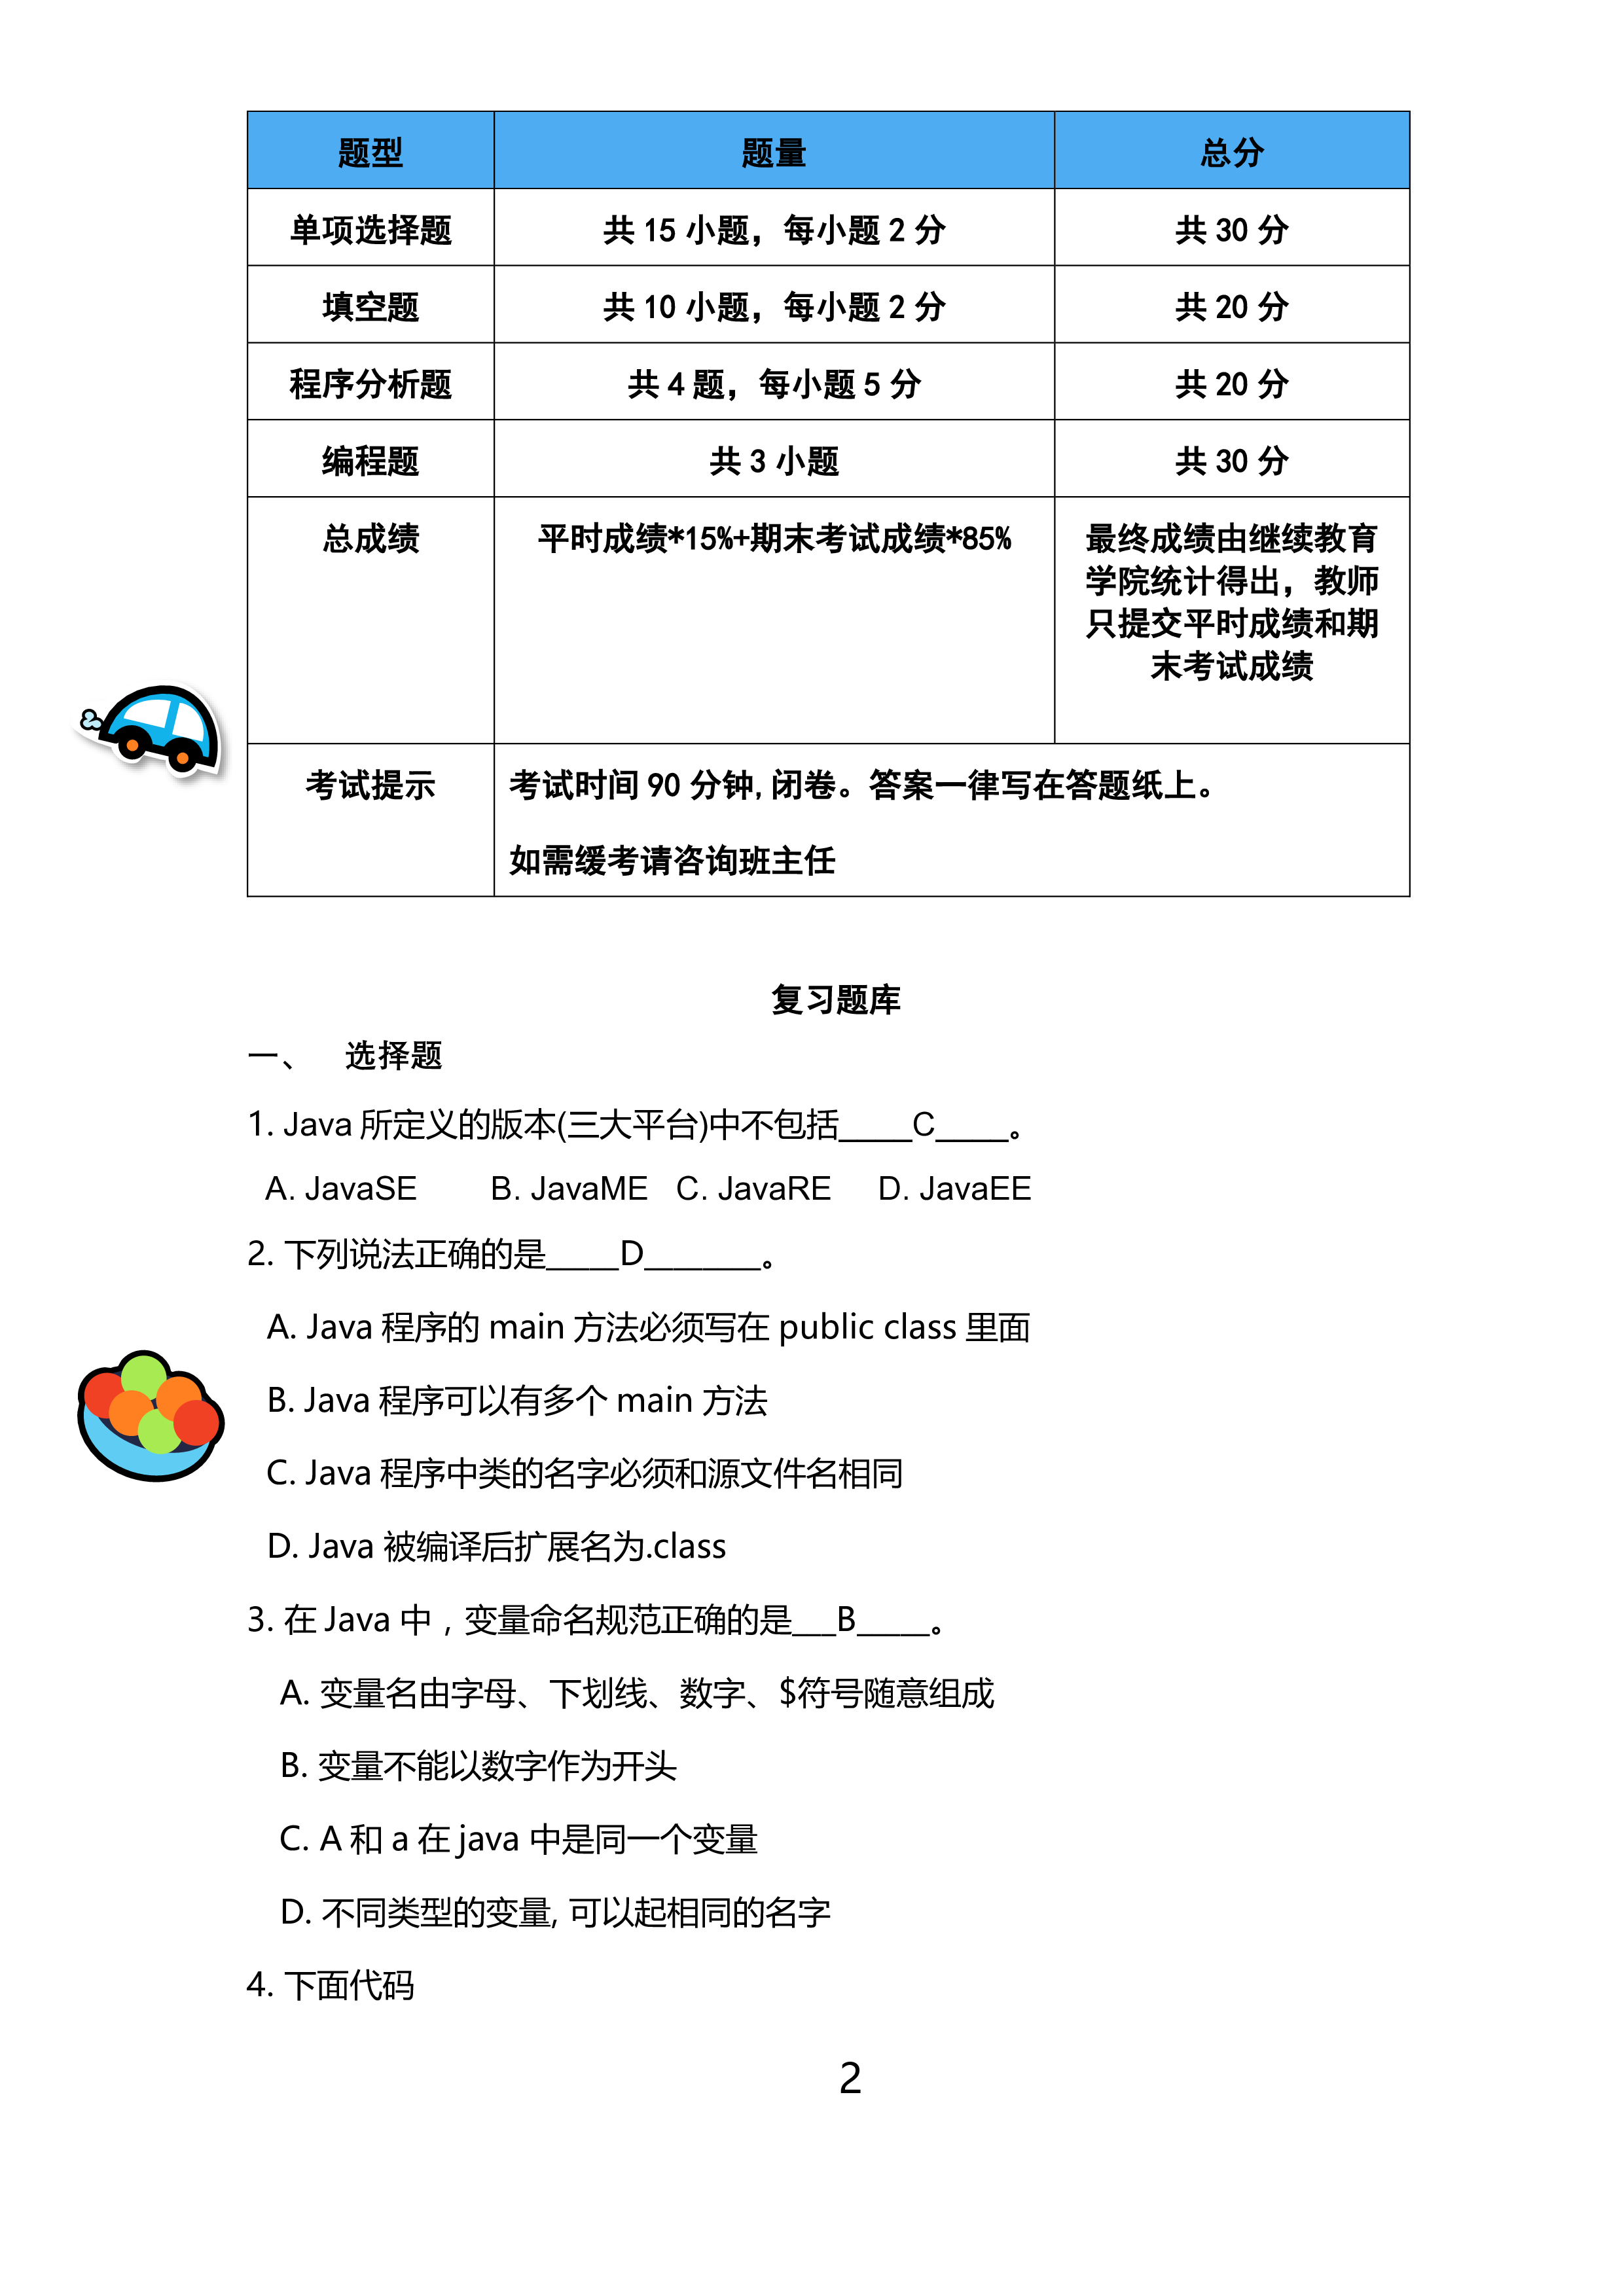 题型 题量 总分
单项选择题 共 15 小题，每小题 2 分 共 30 分
填空题 共 10 小题，每小题 2 分 共 20 分
程序分析题 共 4 题，每小题 5 分 共 20 分
编程题 共 3 小题 共 30 分
总成绩 平时成绩*15%+期末考试成绩*85% 最终成绩由继续教育
学院统计得出，教师
只提交平时成绩和期
末考试成绩
考试提示 考试时间 90 分钟,闭卷。答案一律写在答题纸上。
如需缓考请咨询班主任
复习题库
一、 选择题
1. Java 所定义的版本(三大平台)中不包括_____C_____。
A. JavaSE B. JavaME C. JavaRE D. JavaEE
2. 下列说法正确的是_____D________。
A. Java 程序的 main 方法必须写在 public class 里面
B. Java 程序可以有多个 main 方法
C. Java 程序中类的名字必须和源文件名相同
D. Java 被编译后扩展名为.class
3. 在 Java 中，变量命名规范正确的是___B_____。
A. 变量名由字母、下划线、数字、$符号随意组成
B. 变量不能以数字作为开头
C. A 和 a 在 java 中是同一个变量
D. 不同类型的变量, 可以起相同的名字
4. 下面代码
2